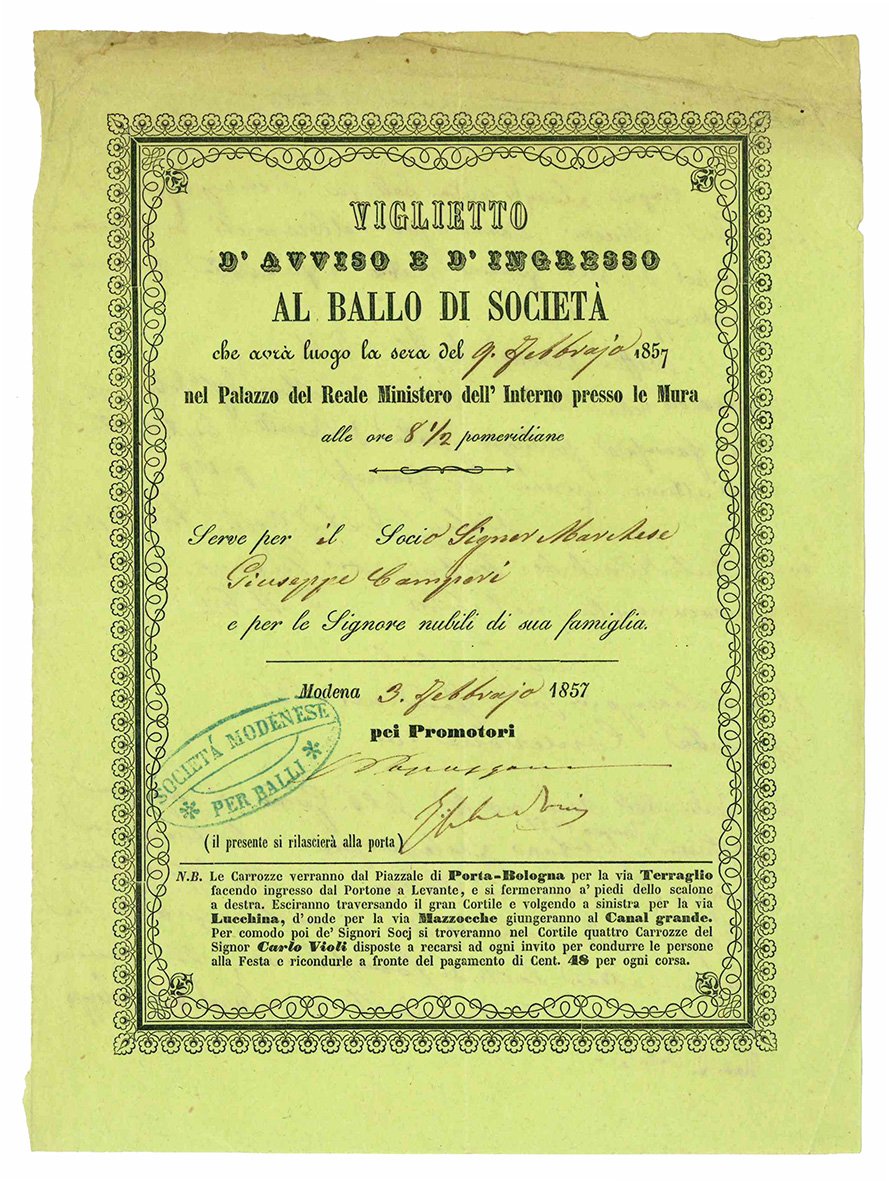 VIGLIETTO
D' AVVISO E D' INGRESSO
AL BALLO DI SOCIETÀ
che avrà luogo la sera del 9. Febbrajo 1857
nel Palazzo del Reale Ministero dell' Interno presso le Mura
alle ore 8 1/2 pomeridiane
Serve per il Socio Signor Marchese
Giuseppe Campori
e per le Signore nubili di sua famiglia.
Modena 3. Febbrajo 1857
pei Promotori
SOCIETÁ MODENESE
PER BALLI
(il presente si rilascierà alla porta)
N.B. Le Carrozze verranno dal Piazzale di Porta-Bologna per la via Terraglio
facendo ingresso dal Portone a Levante, e si fermeranno a' piedi dello scalone
a destra. Esciranno traversando il gran Cortile e volgendo a sinistra per la via
Lucchina, d' onde per la via Mazzocche giungeranno al Canal grande.
Per comodo poi de' Signori Socj si troveranno nel Cortile quattro Carrozze del
Signor Carlo Violi disposte a recarsi ad ogni invito per condurre le persone
alla Festa e ricondurle a fronte del pagamento di Cent. 48 per ogni corsa.